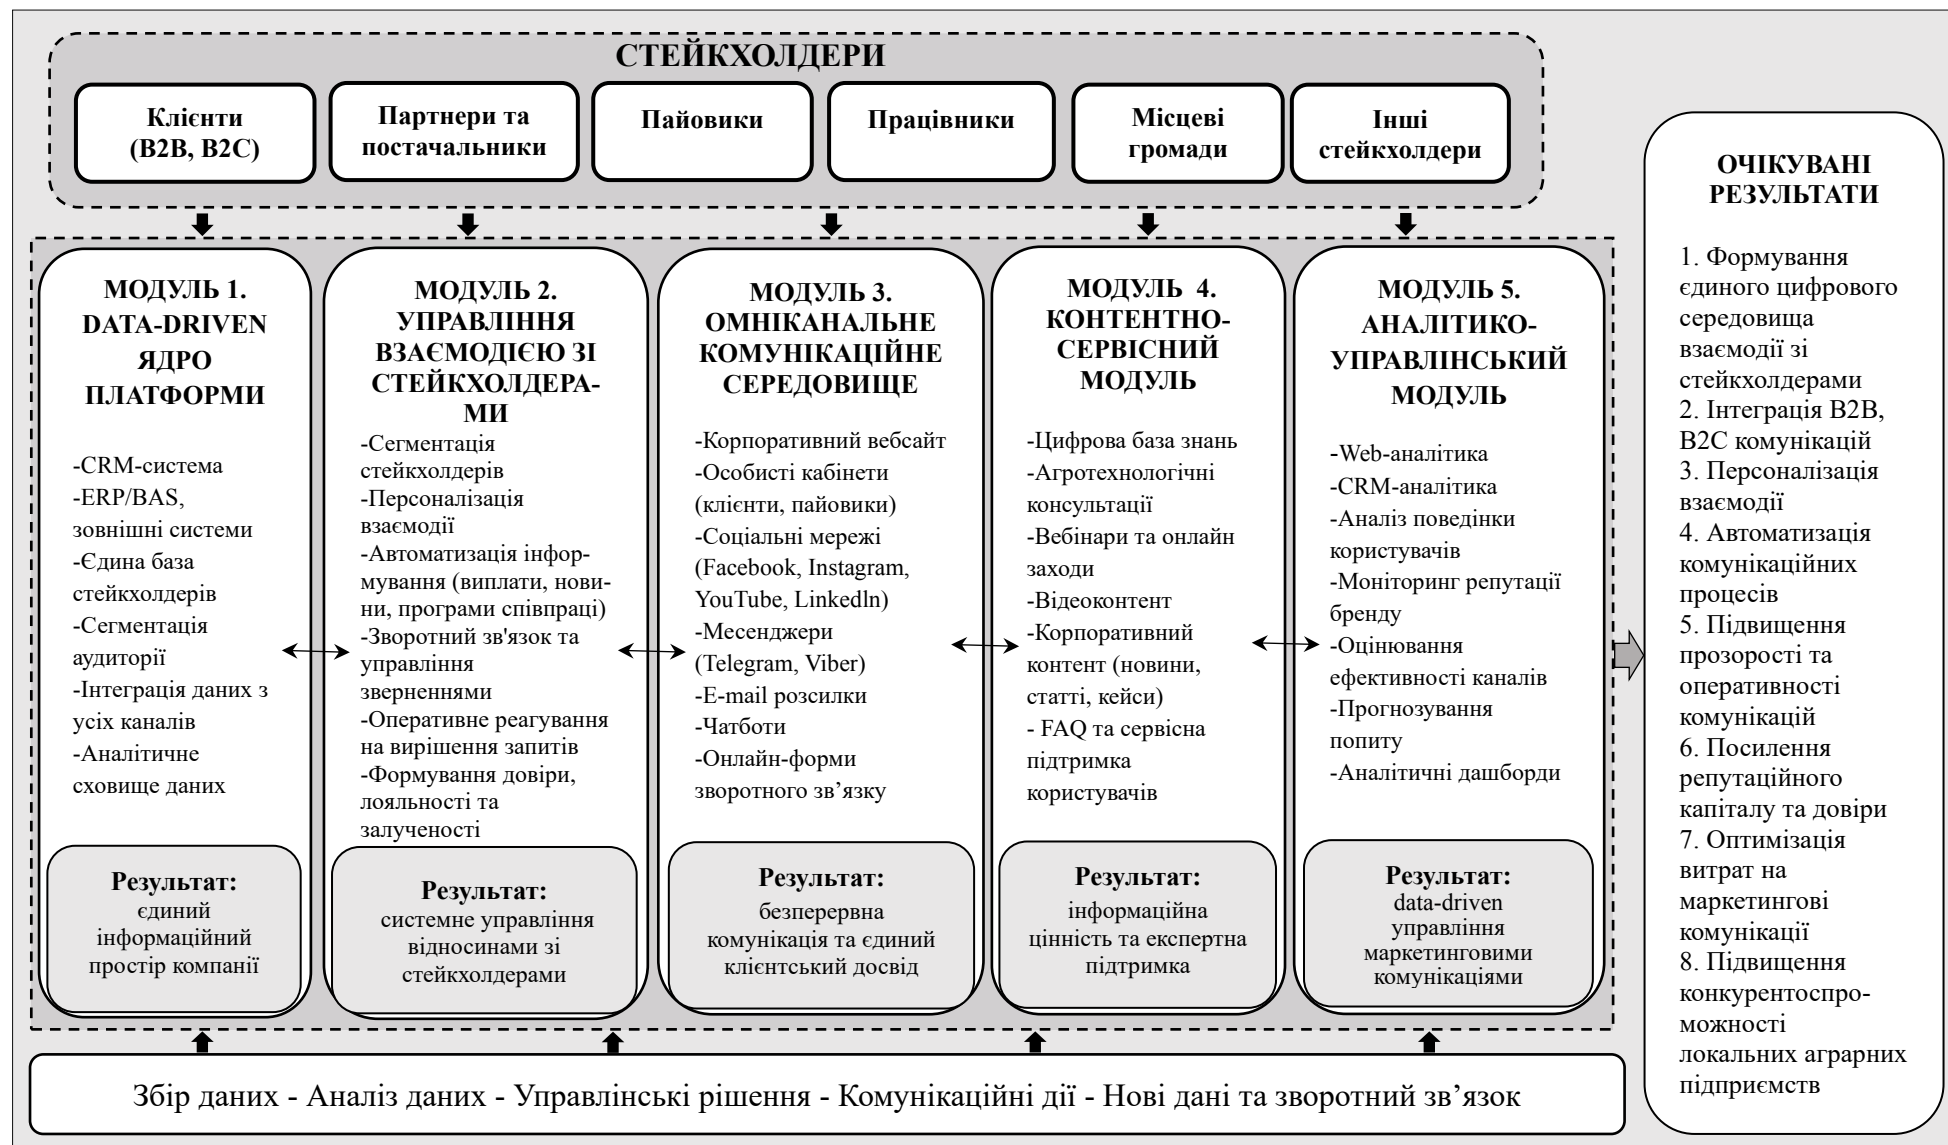 СТЕЙКХОЛДЕРИ
Клієнти
(B2B, B2C)
Партнери та
постачальники
Пайовики
Працівники
Місцеві
громади
Інші
стейкхолдери
МОДУЛЬ 1.
DATA-DRIVEN
ЯДРО
ПЛАТФОРМИ
-CRM-система
-ERP/BAS,
зовнішні системи
-Єдина база
стейкхолдерів
-Сегментація
аудиторії
-Інтеграція даних з
усіх каналів
-Аналітичне
сховище даних
Результат:
єдиний
інформаційний
простір компанії
МОДУЛЬ 2.
УПРАВЛІННЯ
ВЗАЄМОДІЄЮ ЗІ
СТЕЙКХОЛДЕРА-
МИ
-Сегментація
стейкхолдерів
-Персоналізація
взаємодії
-Автоматизація інфор-
мування (виплати, нови-
ни, програми співпраці)
-Зворотний зв'язок та
управління
зверненнями
-Оперативне реагування
на вирішення запитів
-Формування довіри,
лояльності та
залученості
Результат:
системне управління
відносинами зі
стейкхолдерами
МОДУЛЬ 3.
ОМНІКАНАЛЬНЕ
КОМУНІКАЦІЙНЕ
СЕРЕДОВИЩЕ
-Корпоративний вебсайт
-Особисті кабінети
(клієнти, пайовики)
-Соціальні мережі
(Facebook, Instagram,
YouTube, Linkedln)
-Месенджери
(Telegram, Viber)
-E-mail розсилки
-Чатботи
-Онлайн-форми
зворотного зв’язку
Результат:
безперервна
комунікація та єдиний
клієнтський досвід
МОДУЛЬ  4.
КОНТЕНТНО-
СЕРВІСНИЙ
МОДУЛЬ
-Цифрова база знань
-Агротехнологічні
консультації
-Вебінари та онлайн
заходи
-Відеоконтент
-Корпоративний
контент (новини,
статті, кейси)
- FAQ та сервісна
підтримка
користувачів
Результат:
інформаційна
цінність та експертна
підтримка
МОДУЛЬ 5.
АНАЛІТИКО-
УПРАВЛІНСЬКИЙ
МОДУЛЬ
-Web-аналітика
-CRM-аналітика
-Аналіз поведінки
користувачів
-Моніторинг репутації
бренду
-Оцінювання
ефективності каналів
-Прогнозування
попиту
-Аналітичні дашборди
Результат:
data-driven
управління
маркетинговими
комунікаціями
Збір даних - Аналіз даних - Управлінські рішення - Комунікаційні дії - Нові дані та зворотний зв’язок
ОЧІКУВАНІ
РЕЗУЛЬТАТИ
1. Формування
єдиного цифрового
середовища
взаємодії зі
стейкхолдерами
2. Інтеграція B2B,
B2C комунікацій
3. Персоналізація
взаємодії
4. Автоматизація
комунікаційних
процесів
5. Підвищення
прозорості та
оперативності
комунікацій
6. Посилення
репутаційного
капіталу та довіри
7. Оптимізація
витрат на
маркетингові
комунікації
8. Підвищення
конкурентоспро-
можності
локальних аграрних
підприємств